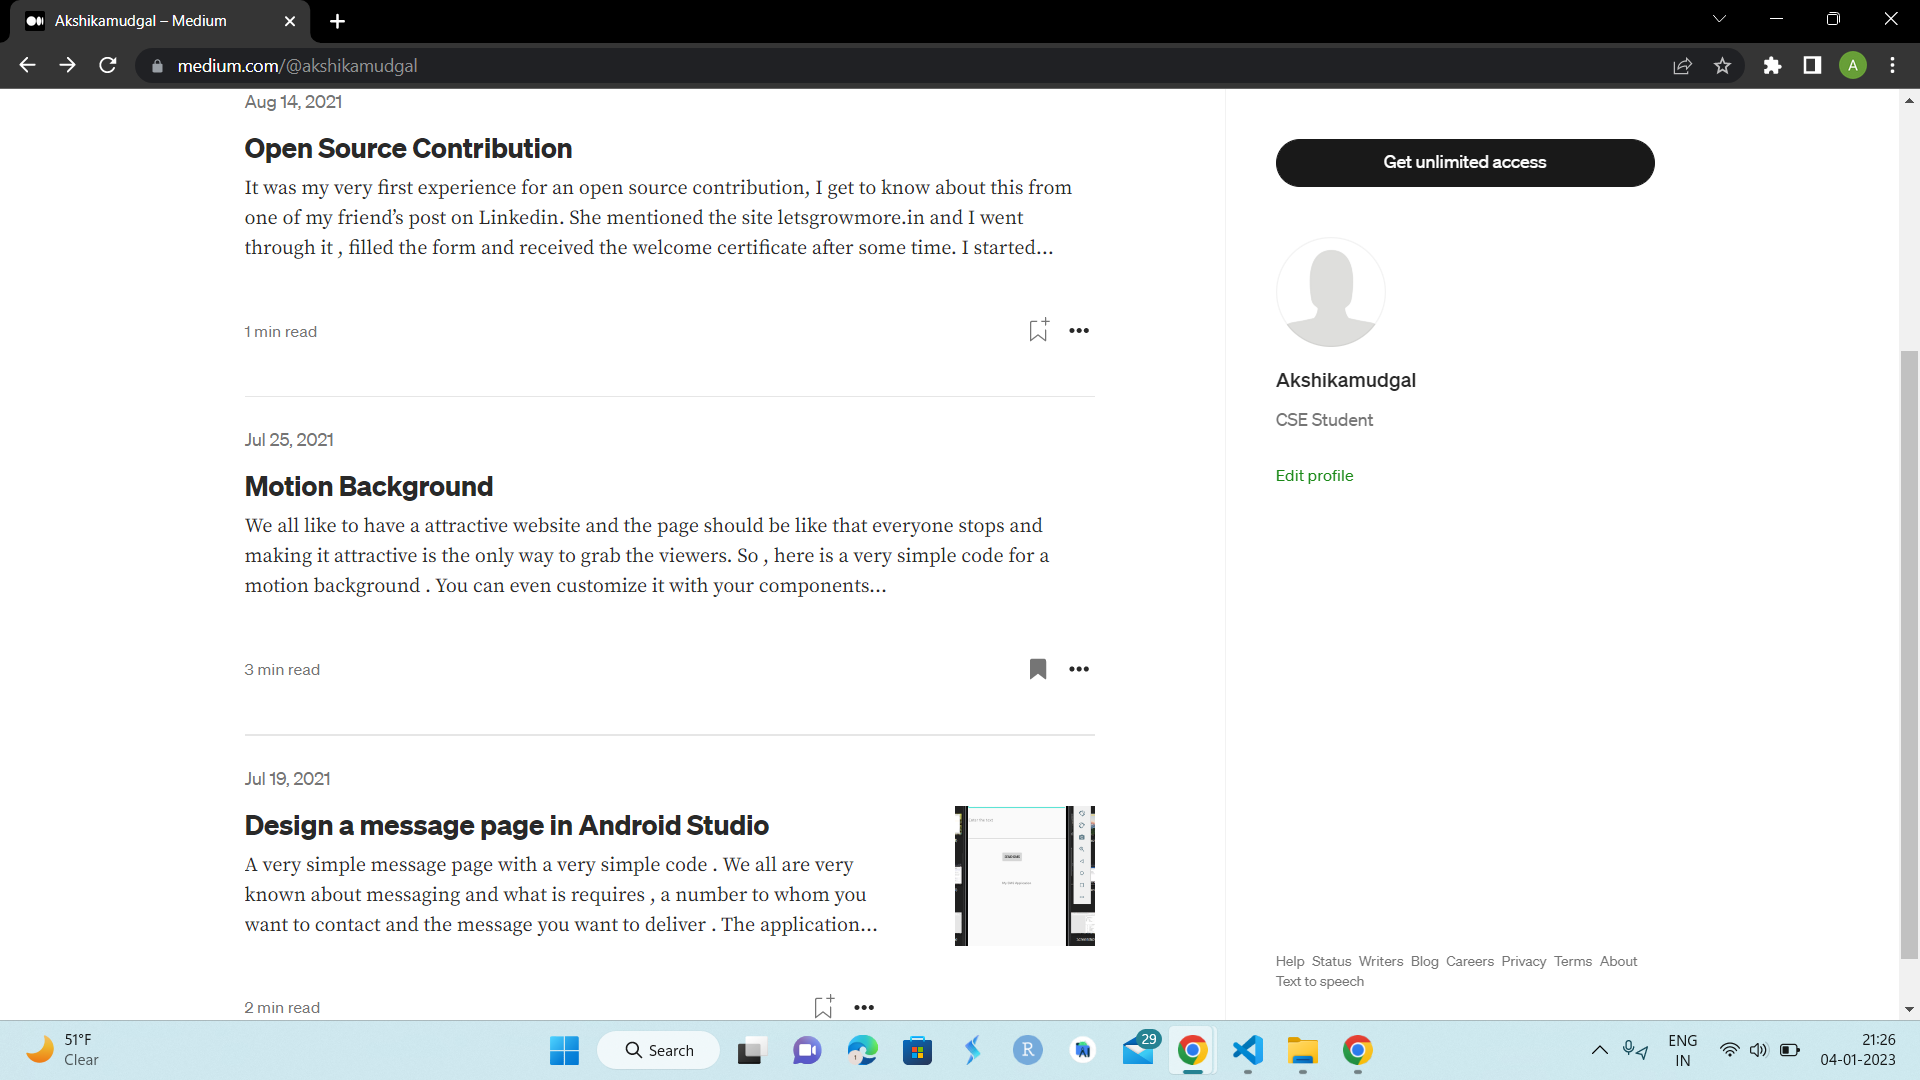 Akshikamudgal – Medium
medium.com/@akshikamudgal
A
Aug 14, 2021
Open Source Contribution
It was my very first experience for an open source contribution, I get to know about this from
one of my friend’s post on Linkedin. She mentioned the site letsgrowmore.in and I went
through it , filled the form and received the welcome certificate after some time. I started…
1 min read
Jul 25, 2021
Motion Background
We all like to have a attractive website and the page should be like that everyone stops and
making it attractive is the only way to grab the viewers. So , here is a very simple code for a
motion background . You can even customize it with your components…
3 min read
Jul 19, 2021
Design a message page in Android Studio
A very simple message page with a very simple code . We all are very
known about messaging and what is requires , a number to whom you
want to contact and the message you want to deliver . The application…
2 min read
Get unlimited access
Akshikamudgal
CSE Student
Edit profile
Help Status Writers Blog Careers Privacy Terms About
Text to speech
51°F
Clear
Search
R
29
ENG
IN
21:26
04-01-2023